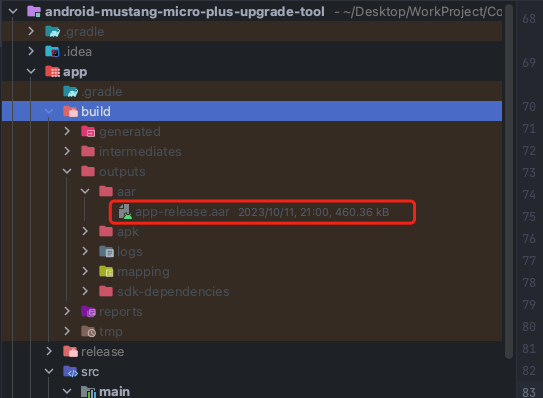 android-mustang-micro-plus-upgrade-tool ~/Desktop/WorkProject/Co
.gradle
.idea
app
.gradle
build
generated
intermediates
outputs
aar
app-release.aar 2023/10/11, 21:00, 460.36 kB
apk
logs
mapping
sdk-dependencies
reports
tmp
release
src
main
68
69
70
71
72
73
74
75
76
77
78
79
80
81
82
83